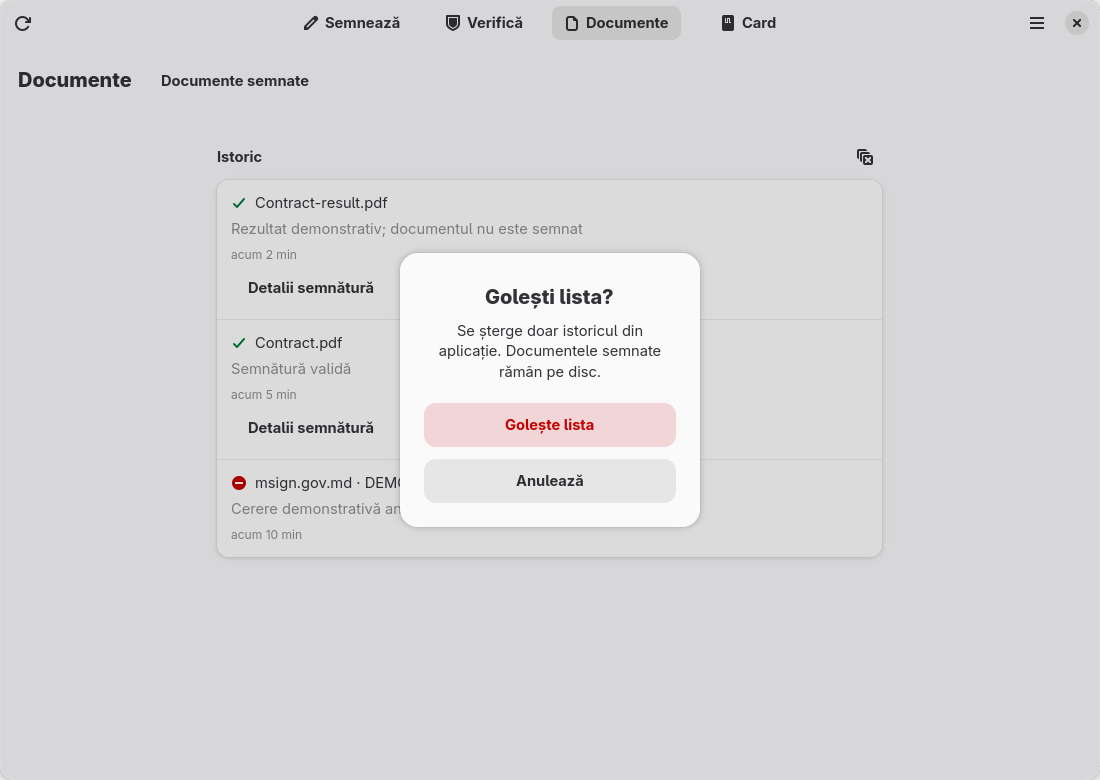 Semnează
Verifică
Documente
Card
Documente
Documente semnate
Istoric
Contract-result.pdf
Rezultat demonstrativ; documentul nu este semnat
acum 2 min
Detalii semnătură
Contract.pdf
Semnătură validă
acum 5 min
Detalii semnătură
msign.gov.md ·
Cerere demonstrativă
acum 10 min
Golești lista?
Se șterge doar istoricul din
aplicație. Documentele semnate
rămân pe disc.
Golește lista
Anulează